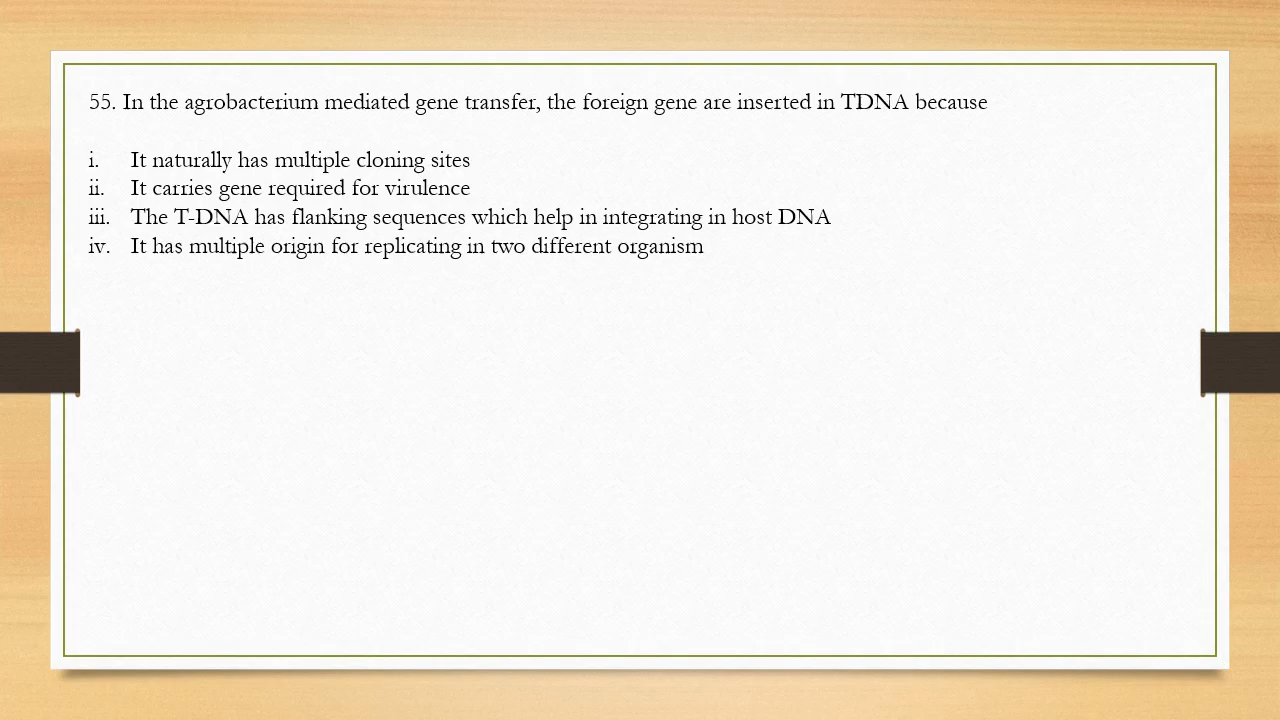 55. In the agrobacterium mediated gene transfer, the foreign gene are inserted in TDNA because
i. It naturally has multiple cloning sites
ii. It carries gene required for virulence
iii. The T-DNA has flanking sequences which help in integrating in host DNA
iv. It has multiple origin for replicating in two different organism